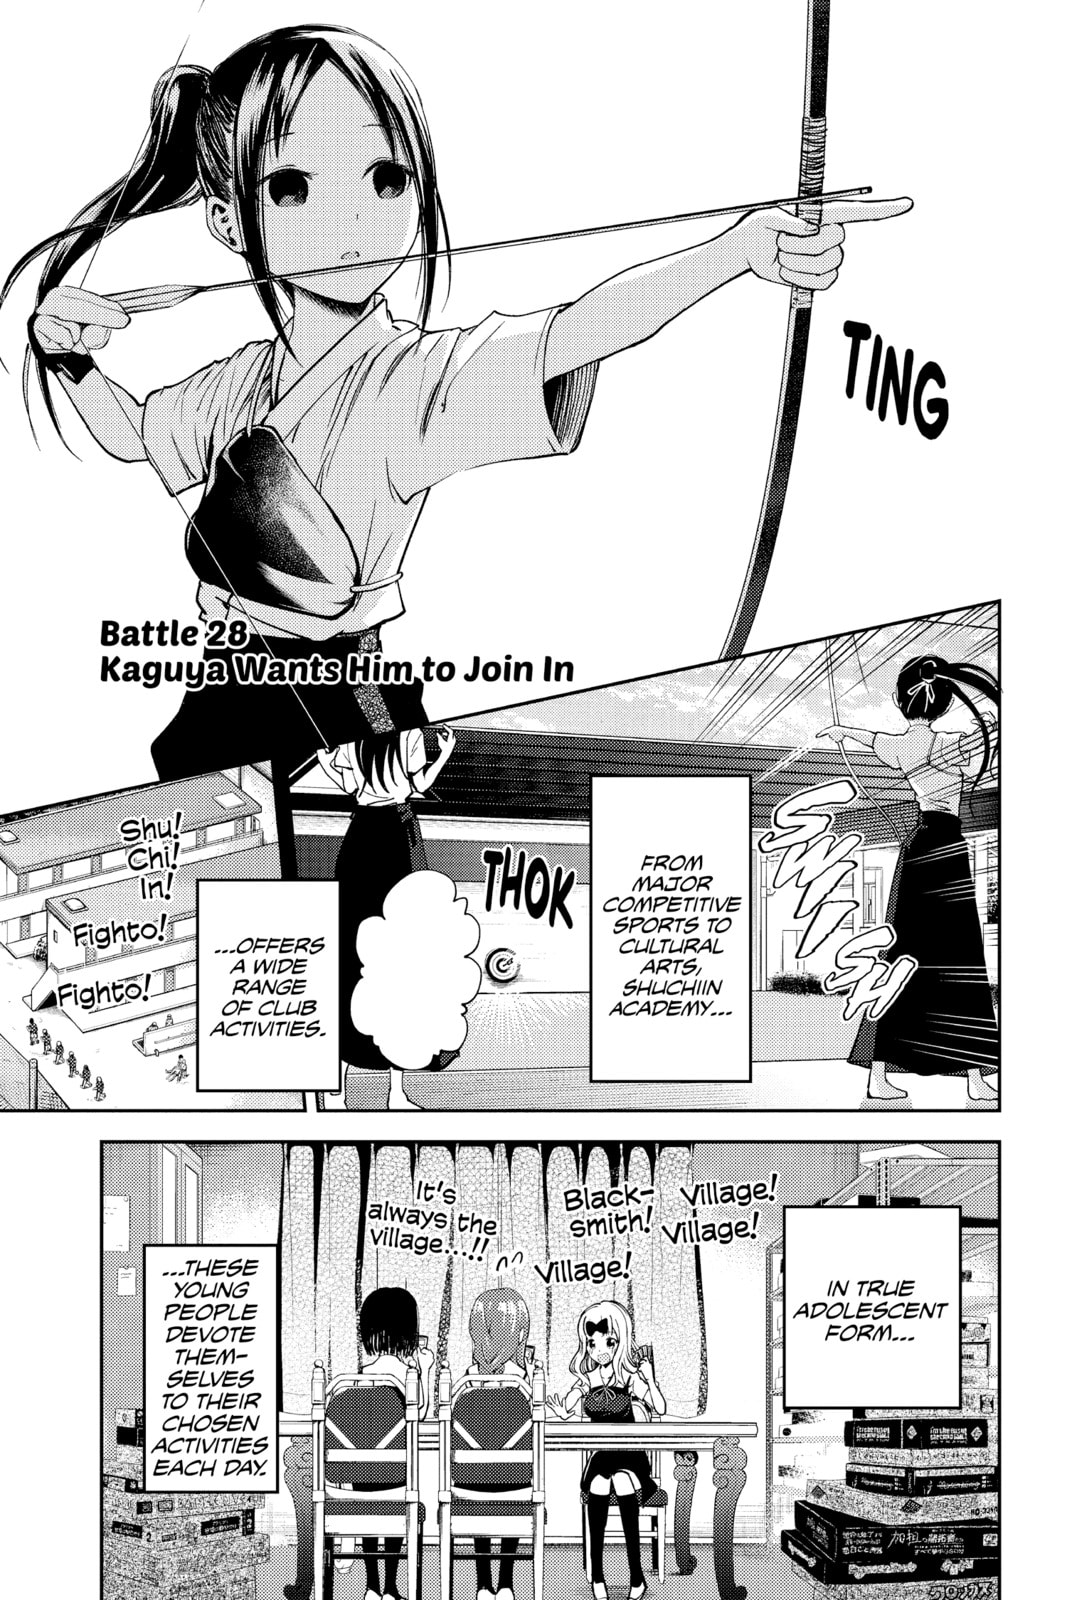 TING
Battle 28
Kaguya Wants Him to Join In
SWISH
FROM
MAJOR
COMPETITIVE
SPORTS TO
CULTURAL
ARTS,
SHUCHIIN
ACADEMY...
THOK
...OFFERS
A WIDE
RANGE
OF CLUB
ACTIVITIES.
Shu!
Chi!
In!
Fighto!
Fighto!
IN TRUE
ADOLESCENT
FORM...
Village!
Village!
Black-
smith!
Village!
It's
always the
village...!!
...THESE
YOUNG
PEOPLE
DEVOTE
THEM-
SELVES
TO THEIR
CHOSEN
ACTIVITIES
EACH DAY.